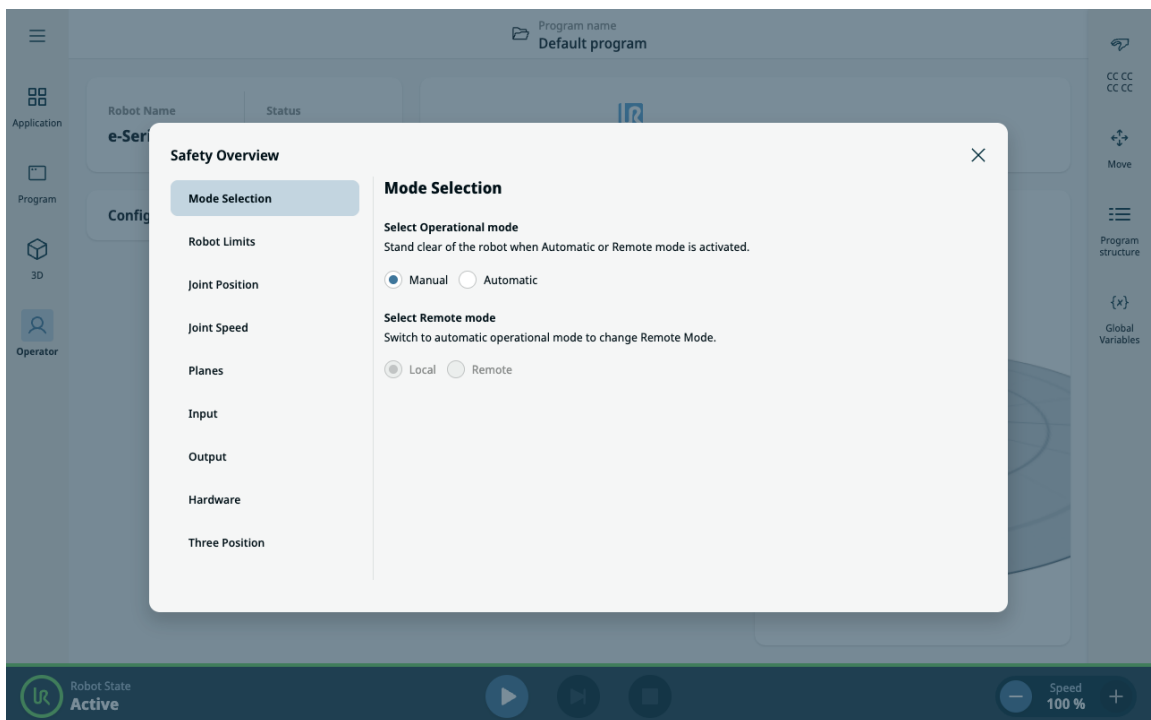 Program name
Default program
Application
Program
3D
Operator
Robot Name
Status
e-Seri
Config
Safety Overview
Mode Selection
Robot Limits
Joint Position
Joint Speed
Planes
Input
Output
Hardware
Three Position
Mode Selection
Select Operational mode
Stand clear of the robot when Automatic or Remote mode is activated.
Manual
Automatic
Select Remote mode
Switch to automatic operational mode to change Remote Mode.
Local
Remote
CC CC
CC CC
Move
Program
structure
{x}
Global
Variables
Robot State
Active
Speed
100 %